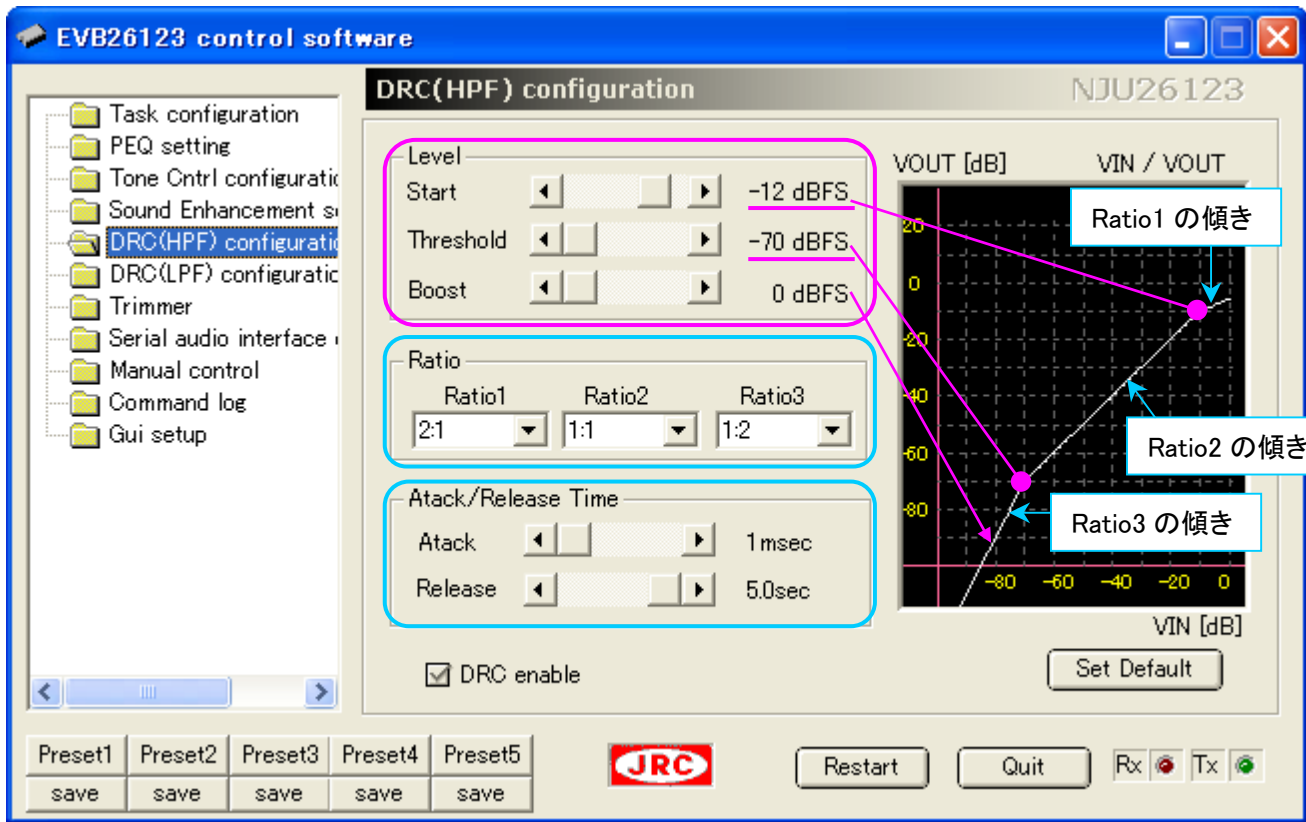 EVB26123 control software
Task configuration
PEQ setting
Tone Cntrl configuratic
Sound Enhancement s
DRC(HPF) configuratic
DRC(LPF) configuratic
Trimmer
Serial audio interface
Manual control
Command log
Gui setup
DRC(HPF) configuration
NJU26123
Level
Start
-12 dBFS
Threshold
-70 dBFS
Boost
0 dBFS
Ratio
Ratio1 Ratio2 Ratio3
2:1 1:1 1:2
Atack/Release Time
Atack
1msec
Release
5.0sec
DRC enable
VOUT [dB] VIN / VOUT
20
0
-20
-40
-60
-80
-80 -60 -40 -20 0
Ratio1 の傾き
Ratio2 の傾き
Ratio3 の傾き
VIN [dB]
Set Default
Preset1 Preset2 Preset3 Preset4 Preset5
save save save save save
JRC
Restart
Quit
Rx Tx